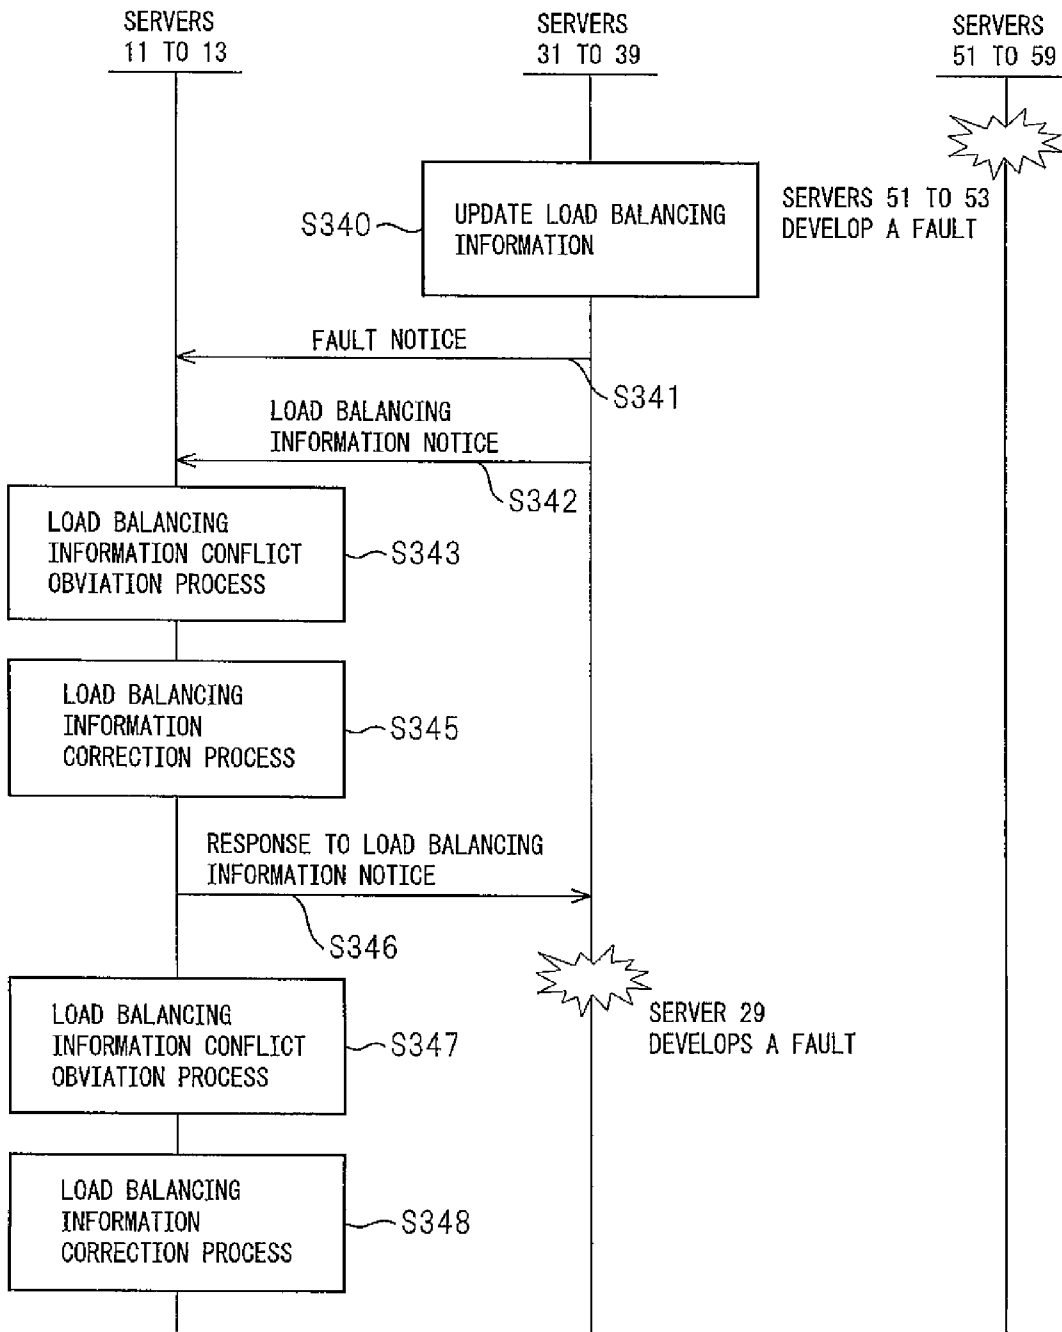 SERVERS
11 TO 13
SERVERS
31 TO 39
SERVERS
51 TO 59
SERVERS 51 TO 53
DEVELOP A FAULT
S340
UPDATE LOAD BALANCING
INFORMATION
FAULT NOTICE
S341
LOAD BALANCING
INFORMATION NOTICE
S342
LOAD BALANCING
INFORMATION CONFLICT
OBVIATION PROCESS
S343
LOAD BALANCING
INFORMATION
CORRECTION PROCESS
S345
RESPONSE TO LOAD BALANCING
INFORMATION NOTICE
S346
SERVER 29
DEVELOPS A FAULT
LOAD BALANCING
INFORMATION CONFLICT
OBVIATION PROCESS
S347
LOAD BALANCING
INFORMATION
CORRECTION PROCESS
S348